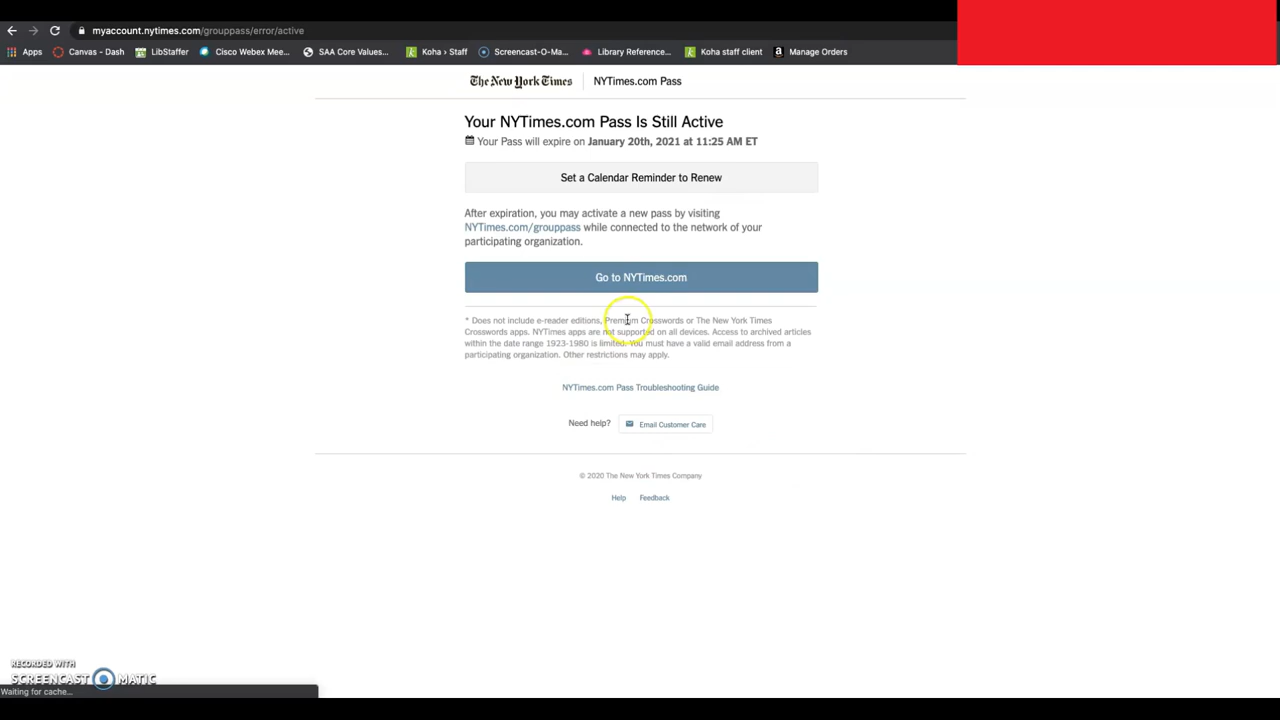 myaccount.nytimes.com/grouppass/error/active
Apps Canvas - Dash LibStaffer Cisco Webex Mee... SAA Core Values... Koha › Staff Screencast-O-Ma... Library Reference... Koha staff client Manage Orders
The New York Times NYTimes.com Pass
Your NYTimes.com Pass Is Still Active
Your Pass will expire on January 20th, 2021 at 11:25 AM ET
Set a Calendar Reminder to Renew
After expiration, you may activate a new pass by visiting
NYTimes.com/grouppass while connected to the network of your
participating organization.
Go to NYTimes.com
* Does not include e-reader editions, Premium Crosswords or The New York Times
Crosswords apps. NYTimes apps are not supported on all devices. Access to archived articles
within the date range 1923-1980 is limited. You must have a valid email address from a
participating organization. Other restrictions may apply.
NYTimes.com Pass Troubleshooting Guide
Need help? Email Customer Care
© 2020 The New York Times Company
Help Feedback
RECORDED WITH
SCREENCAST MATIC
Waiting for cache...